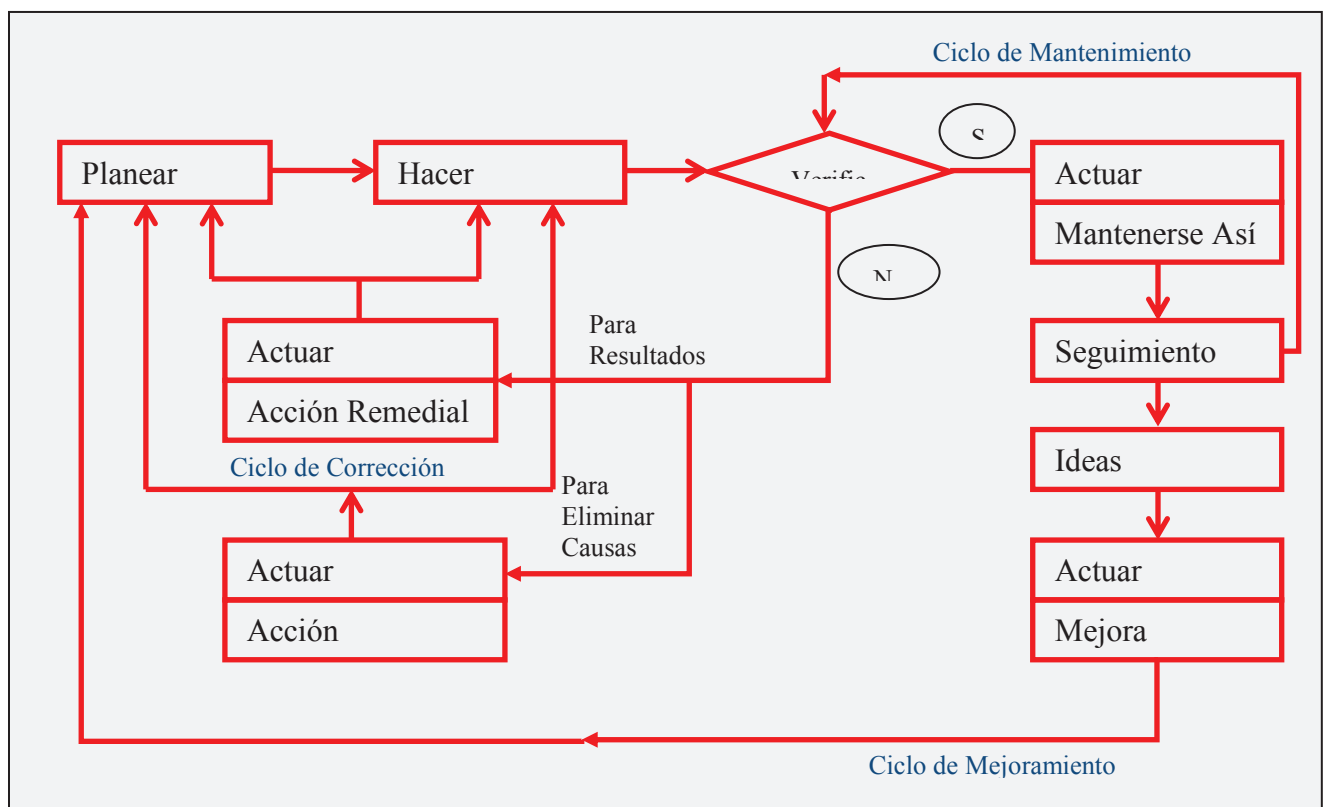 Ciclo de Mantenimiento
S
Planear
Hacer
Actuar
Mantenerse Así
N
Para
Resultados
Actuar
Acción Remedial
Seguimiento
Ciclo de Corrección
Ideas
Para
Eliminar
Causas
Actuar
Acción
Actuar
Mejora
Ciclo de Mejoramiento